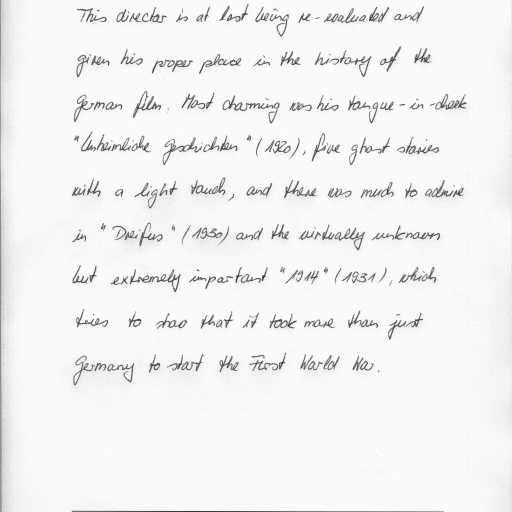 This director is at last being re-evaluated and
given his proper place in the history of the
German film. Most charming was his tongue-in-cheek
"Unheimliche Geschichten" (1920), five ghost stories
with a light touch, and there was much to admire
in "Dreifus" (1930) and the virtually unknown
but extremely important "1914" (1931), which
tries to show that it took more than just
Germany to start the First World War.